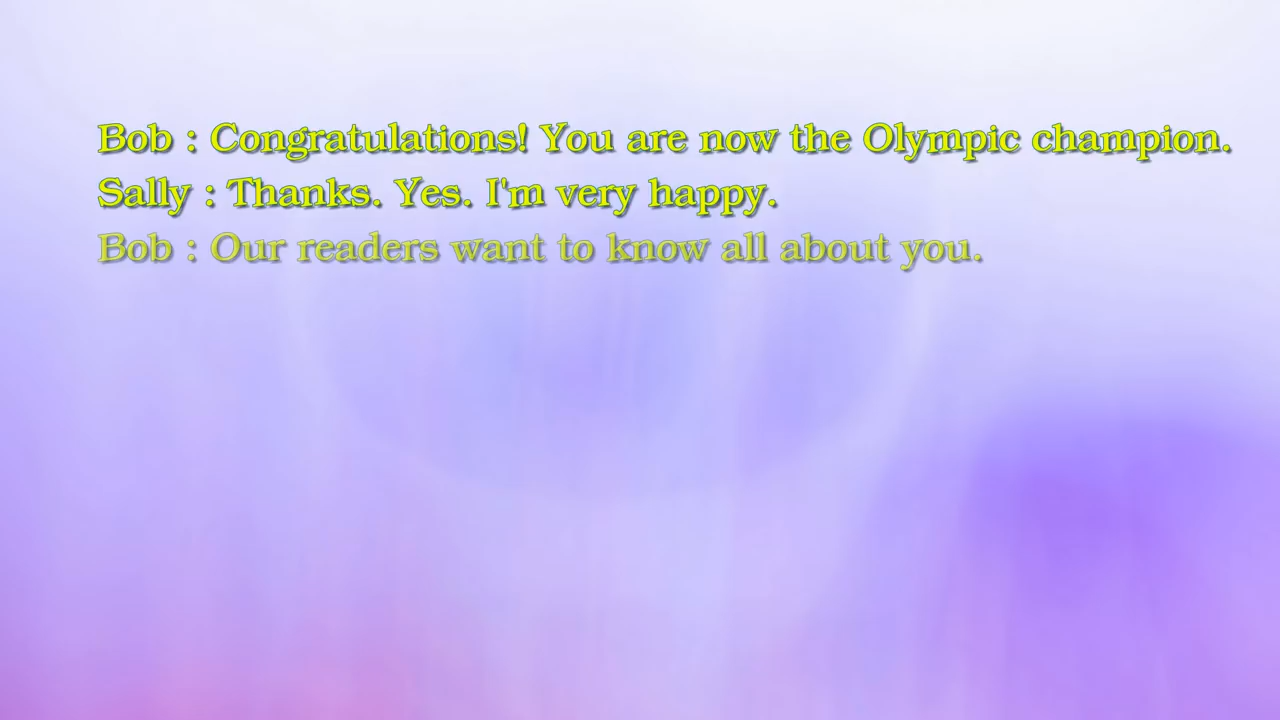 Bob : Congratulations! You are now the Olympic champion.
Sally : Thanks. Yes. I'm very happy.
Bob : Our readers want to know all about you.